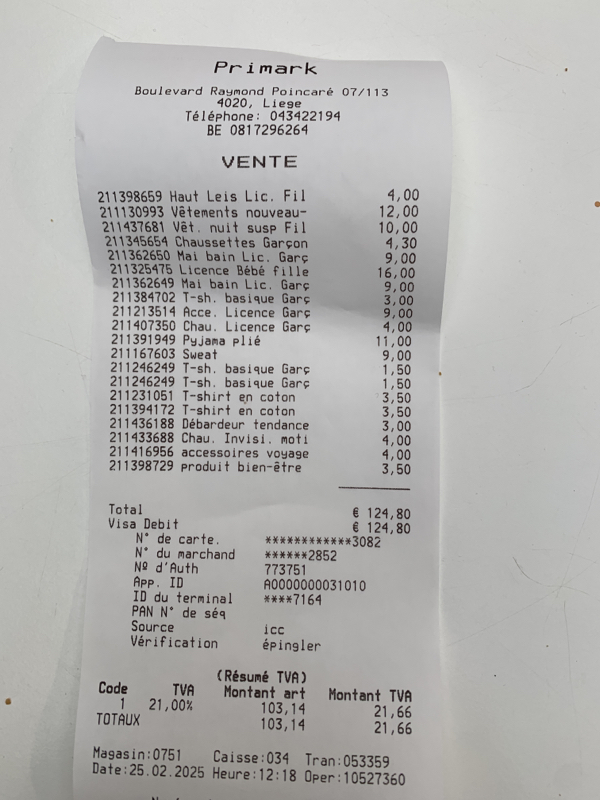 Primark
Boulevard Raymond Poincaré 07/113
4020, Liege
Téléphone: 043422194
BE 0817296264
VENTE
211398659 Haut Leis Lic. Fil 4,00
211130993 Vêtements nouveau- 12,00
211437681 Vêt. nuit susp Fil 10,00
211345654 Chaussettes Garçon 4,30
211362650 Mai bain Lic. Garç 9,00
211325475 Licence Bébé fille 16,00
211362649 Mai bain Lic. Garç 9,00
211384702 T-sh. basique Garç 3,00
211213514 Acce. Licence Garç 9,00
211407350 Chau. Licence Garç 4,00
211391949 Pyjama plié 11,00
211167603 Sweat 9,00
211246249 T-sh. basique Garç 1,50
211246249 T-sh. basique Garç 1,50
211231051 T-shirt en coton 3,50
211394172 T-shirt en coton 3,50
211436188 Débardeur tendance 3,00
211433688 Chau. Invisi. moti 4,00
211416956 accessoires voyage 4,00
211398729 produit bien-être 3,50
Total € 124,80
Visa Debit € 124,80
N° de carte. ************3082
N° du marchand ******2852
Nº d'Auth 773751
App. ID A0000000031010
ID du terminal ****7164
PAN N° de séq
Source icc
Vérification épingler
(Résumé TVA)
Code TVA Montant art Montant TVA
1 21,00% 103,14 21,66
TOTAUX 103,14 21,66
Magasin:0751 Caisse:034 Tran:053359
Date:25.02.2025 Heure:12:18 Oper:10527360